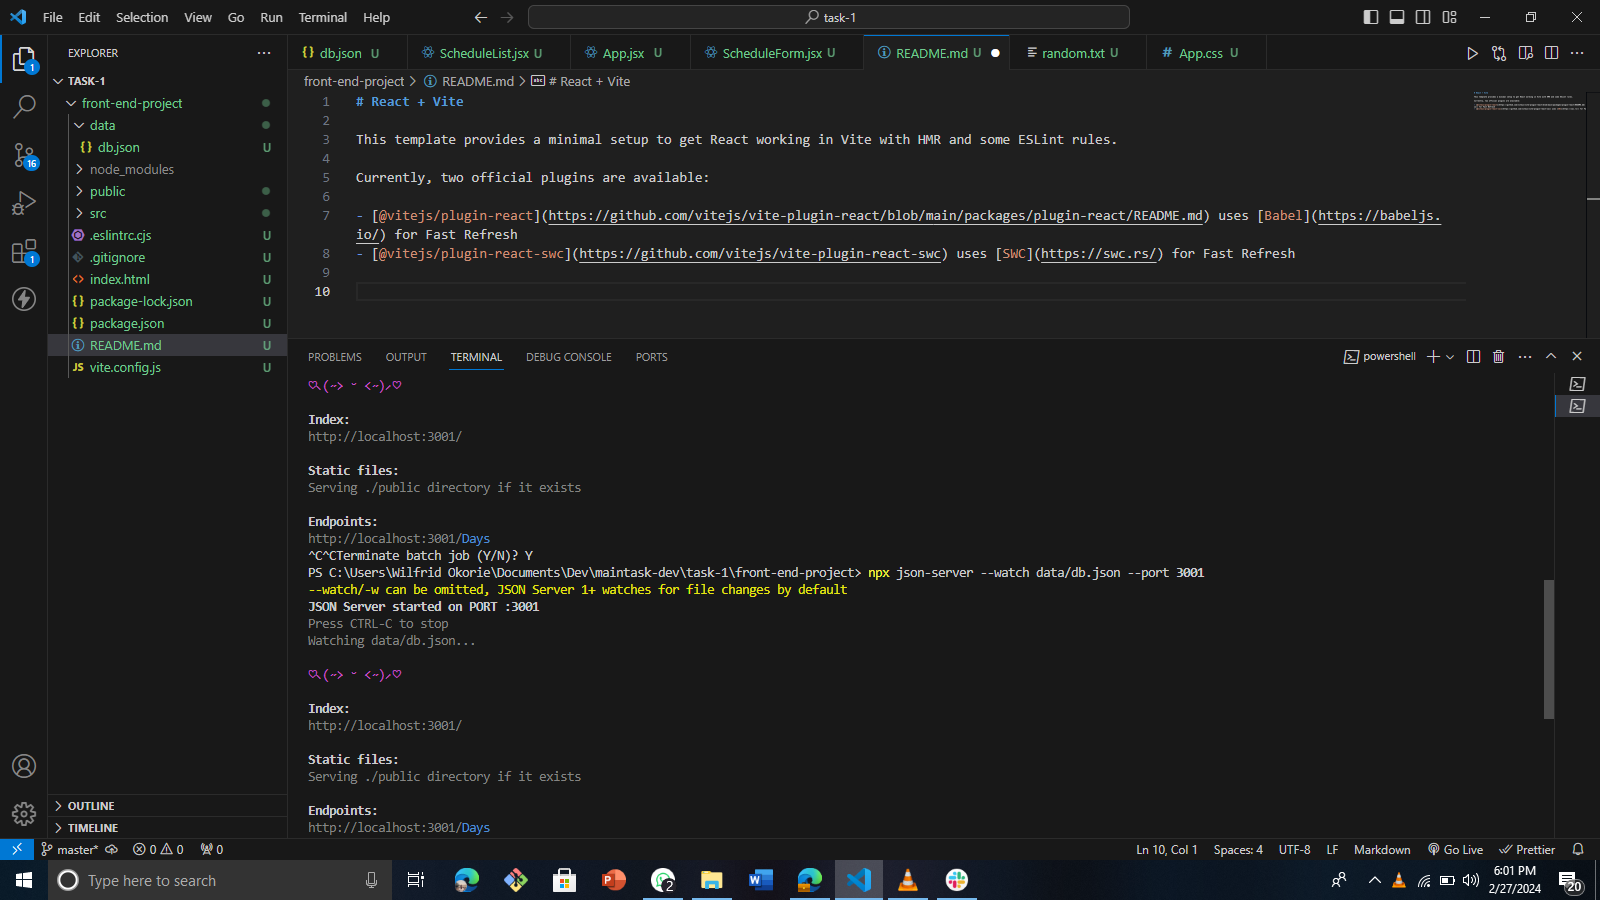 File Edit Selection View Go Run Terminal Help
task-1
EXPLORER
TASK-1
front-end-project
data
{} db.json U
node_modules
public
src
.eslintrc.cjs U
.gitignore U
<> index.html U
{} package-lock.json U
{} package.json U
README.md U
JS vite.config.js U
OUTLINE
TIMELINE
1
16
1
{} db.json U ScheduleList.jsx U App.jsx U ScheduleForm.jsx U README.md U random.txt U # App.css U
front-end-project > README.md > abc # React + Vite
1 # React + Vite
2
3 This template provides a minimal setup to get React working in Vite with HMR and some ESLint rules.
4
5 Currently, two official plugins are available:
6
7 - [@vitejs/plugin-react](https://github.com/vitejs/vite-plugin-react/blob/main/packages/plugin-react/README.md) uses [Babel](https://babeljs.
io/) for Fast Refresh
8 - [@vitejs/plugin-react-swc](https://github.com/vitejs/vite-plugin-react-swc) uses [SWC](https://swc.rs/) for Fast Refresh
9
10
PROBLEMS OUTPUT TERMINAL DEBUG CONSOLE PORTS
powershell
♡⸜(˶˃ ᵕ ˂˶)⸝♡
Index:
http://localhost:3001/
Static files:
Serving ./public directory if it exists
Endpoints:
http://localhost:3001/Days
^C^CTerminate batch job (Y/N)? Y
PS C:\Users\Wilfrid Okorie\Documents\Dev\maintask-dev\task-1\front-end-project> npx json-server --watch data/db.json --port 3001
--watch/-w can be omitted, JSON Server 1+ watches for file changes by default
JSON Server started on PORT :3001
Press CTRL-C to stop
Watching data/db.json...
♡⸜(˶˃ ᵕ ˂˶)⸝♡
Index:
http://localhost:3001/
Static files:
Serving ./public directory if it exists
Endpoints:
http://localhost:3001/Days
master* 0 0 0 Ln 10, Col 1 Spaces: 4 UTF-8 LF Markdown Go Live Prettier
Type here to search
2
6:01 PM
2/27/2024
20